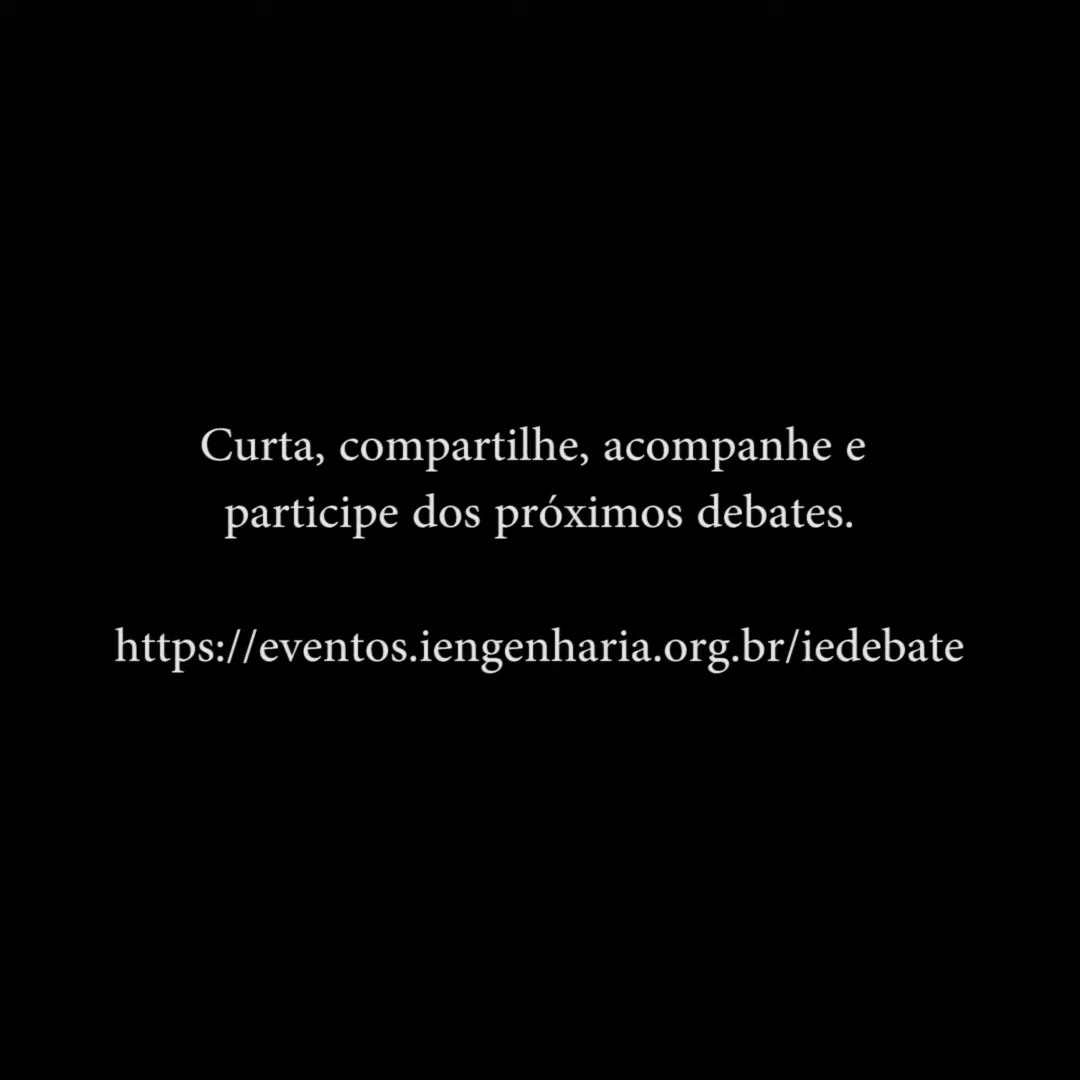 Curta, compartilhe, acompanhe e
participe dos próximos debates.
https://eventos.iengenharia.org.br/iedebate